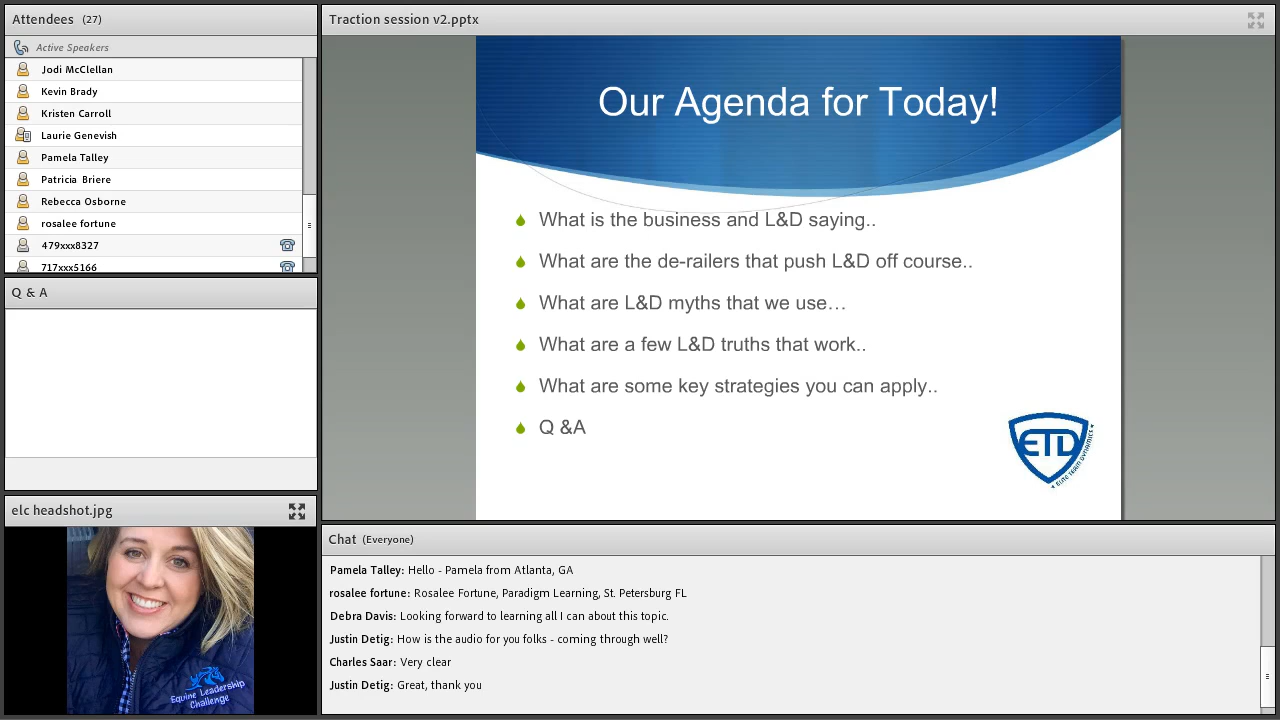 Attendees (27)
Active Speakers
Jodi McClellan
Kevin Brady
Kristen Carroll
Laurie Genevish
Pamela Talley
Patricia Briere
Rebecca Osborne
rosalee fortune
479xxx8327
717xxx5166
Q & A
elc headshot.jpg
Equine Leadership
Challenge
Traction session v2.pptx
Our Agenda for Today!
What is the business and L&D saying..
What are the de-railers that push L&D off course..
What are L&D myths that we use…
What are a few L&D truths that work..
What are some key strategies you can apply..
Q &A
ETD
ELITE TEAM DYNAMICS
Chat (Everyone)
Pamela Talley: Hello - Pamela from Atlanta, GA
rosalee fortune: Rosalee Fortune, Paradigm Learning, St. Petersburg FL
Debra Davis: Looking forward to learning all I can about this topic.
Justin Detig: How is the audio for you folks - coming through well?
Charles Saar: Very clear
Justin Detig: Great, thank you